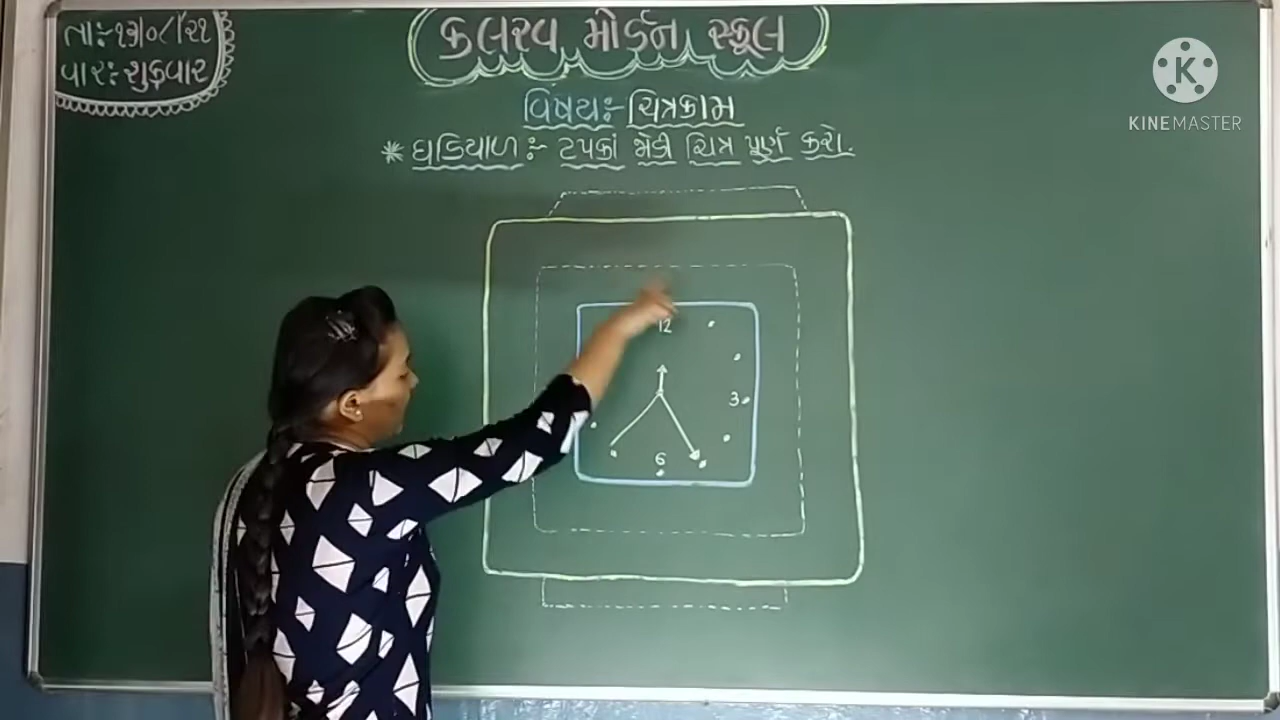 તા:-૧૩/૦૮/૨૧
વાર:-શુક્રવાર
કલરવ મોર્ડન સ્કૂલ
વિષય:- ચિત્રકામ
* ઘડિયાળ:- ટપકાં જોડી ચિત્ર પૂર્ણ કરો.
12
3
6
K
KINEMASTER